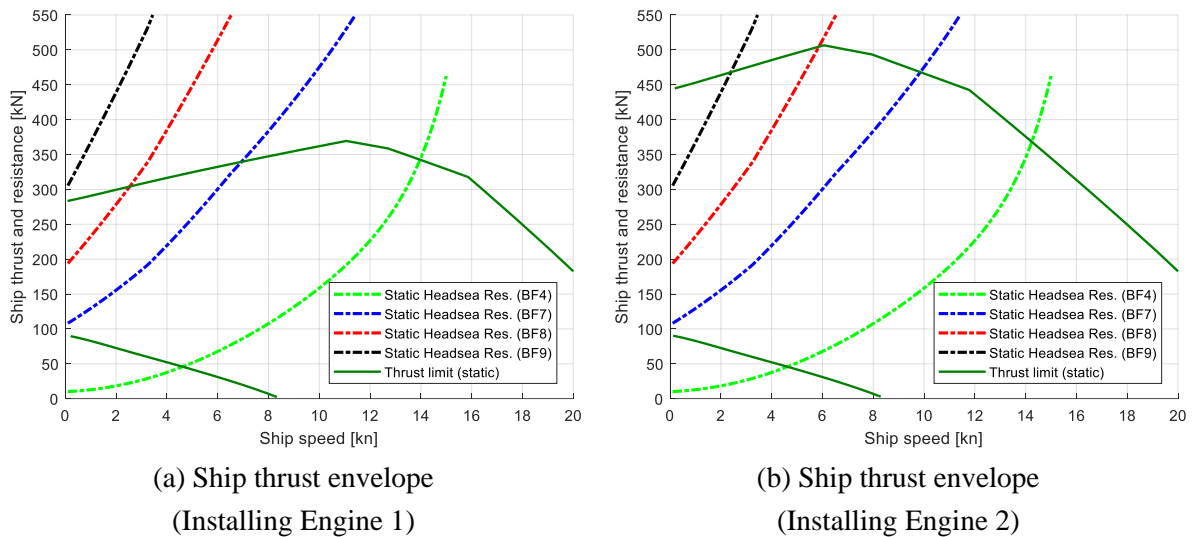 550
500
450
400
350
300
250
200
150
100
50
0
Ship thrust and resistance [kN]
0 2 4 6 8 10 12 14 16 18 20
Ship speed [kn]
Static Headsea Res. (BF4)
Static Headsea Res. (BF7)
Static Headsea Res. (BF8)
Static Headsea Res. (BF9)
Thrust limit (static)
(a) Ship thrust envelope
(Installing Engine 1)
550
500
450
400
350
300
250
200
150
100
50
0
Ship thrust and resistance [kN]
0 2 4 6 8 10 12 14 16 18 20
Ship speed [kn]
Static Headsea Res. (BF4)
Static Headsea Res. (BF7)
Static Headsea Res. (BF8)
Static Headsea Res. (BF9)
Thrust limit (static)
(b) Ship thrust envelope
(Installing Engine 2)